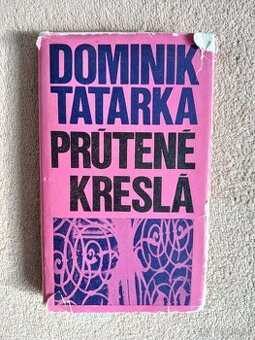 DOMINIK
TATARKA
PRÚTENÉ
KRESLÁ